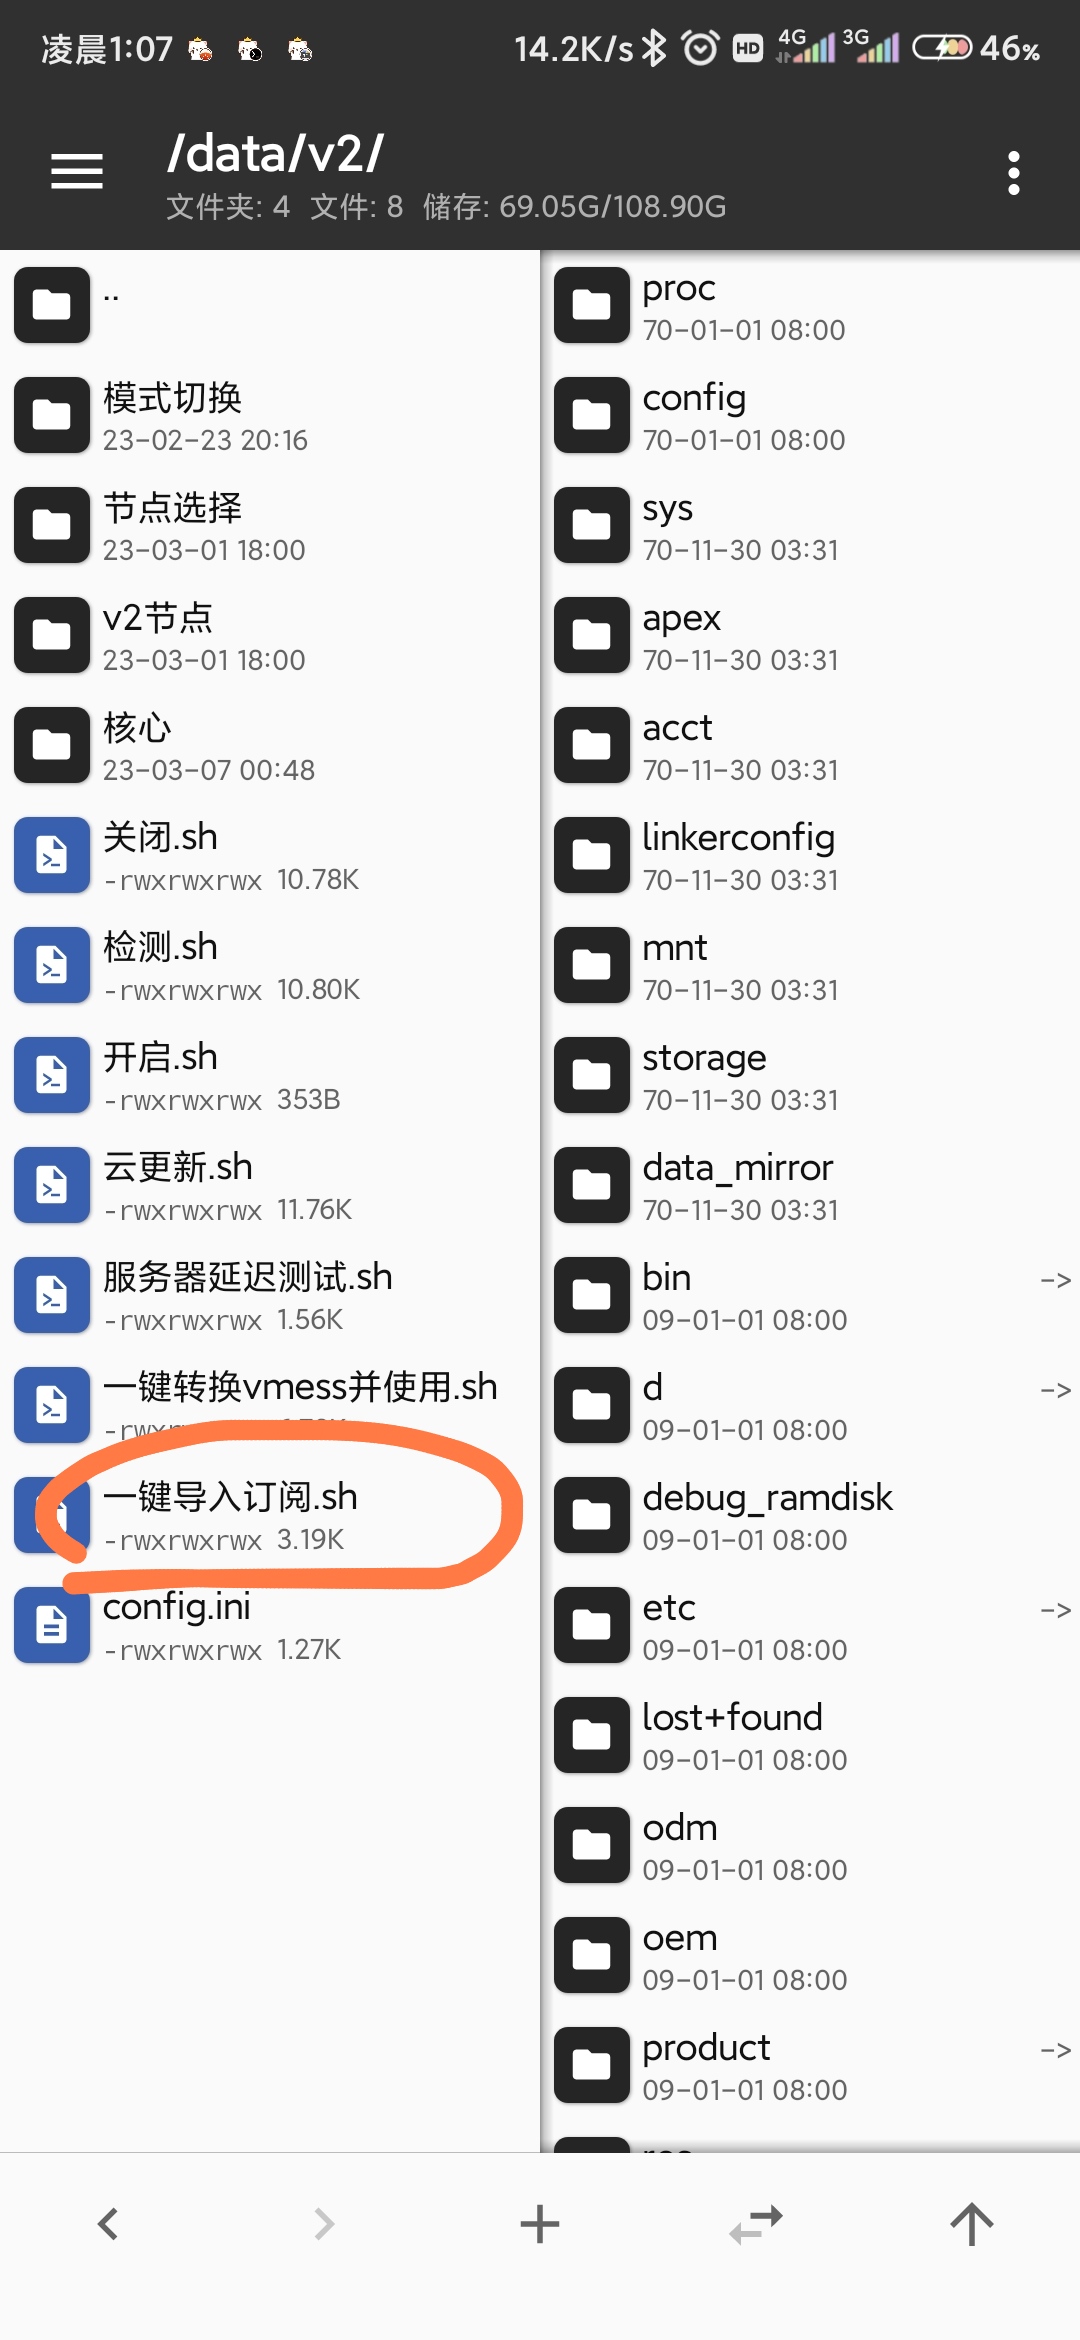 凌晨1:07
14.2K/s
HD
4G
3G
46%
/data/v2/
文件夹: 4 文件: 8 储存: 69.05G/108.90G
..
模式切换
23-02-23 20:16
节点选择
23-03-01 18:00
v2节点
23-03-01 18:00
核心
23-03-07 00:48
关闭.sh
-rwxrwxrwx 10.78K
检测.sh
-rwxrwxrwx 10.80K
开启.sh
-rwxrwxrwx 353B
云更新.sh
-rwxrwxrwx 11.76K
服务器延迟测试.sh
-rwxrwxrwx 1.56K
一键转换vmess并使用.sh
一键导入订阅.sh
-rwxrwxrwx 3.19K
config.ini
-rwxrwxrwx 1.27K
proc
70-01-01 08:00
config
70-01-01 08:00
sys
70-11-30 03:31
apex
70-11-30 03:31
acct
70-11-30 03:31
linkerconfig
70-11-30 03:31
mnt
70-11-30 03:31
storage
70-11-30 03:31
data_mirror
70-11-30 03:31
bin ->
09-01-01 08:00
d ->
09-01-01 08:00
debug_ramdisk
09-01-01 08:00
etc ->
09-01-01 08:00
lost+found
09-01-01 08:00
odm
09-01-01 08:00
oem
09-01-01 08:00
product ->
09-01-01 08:00